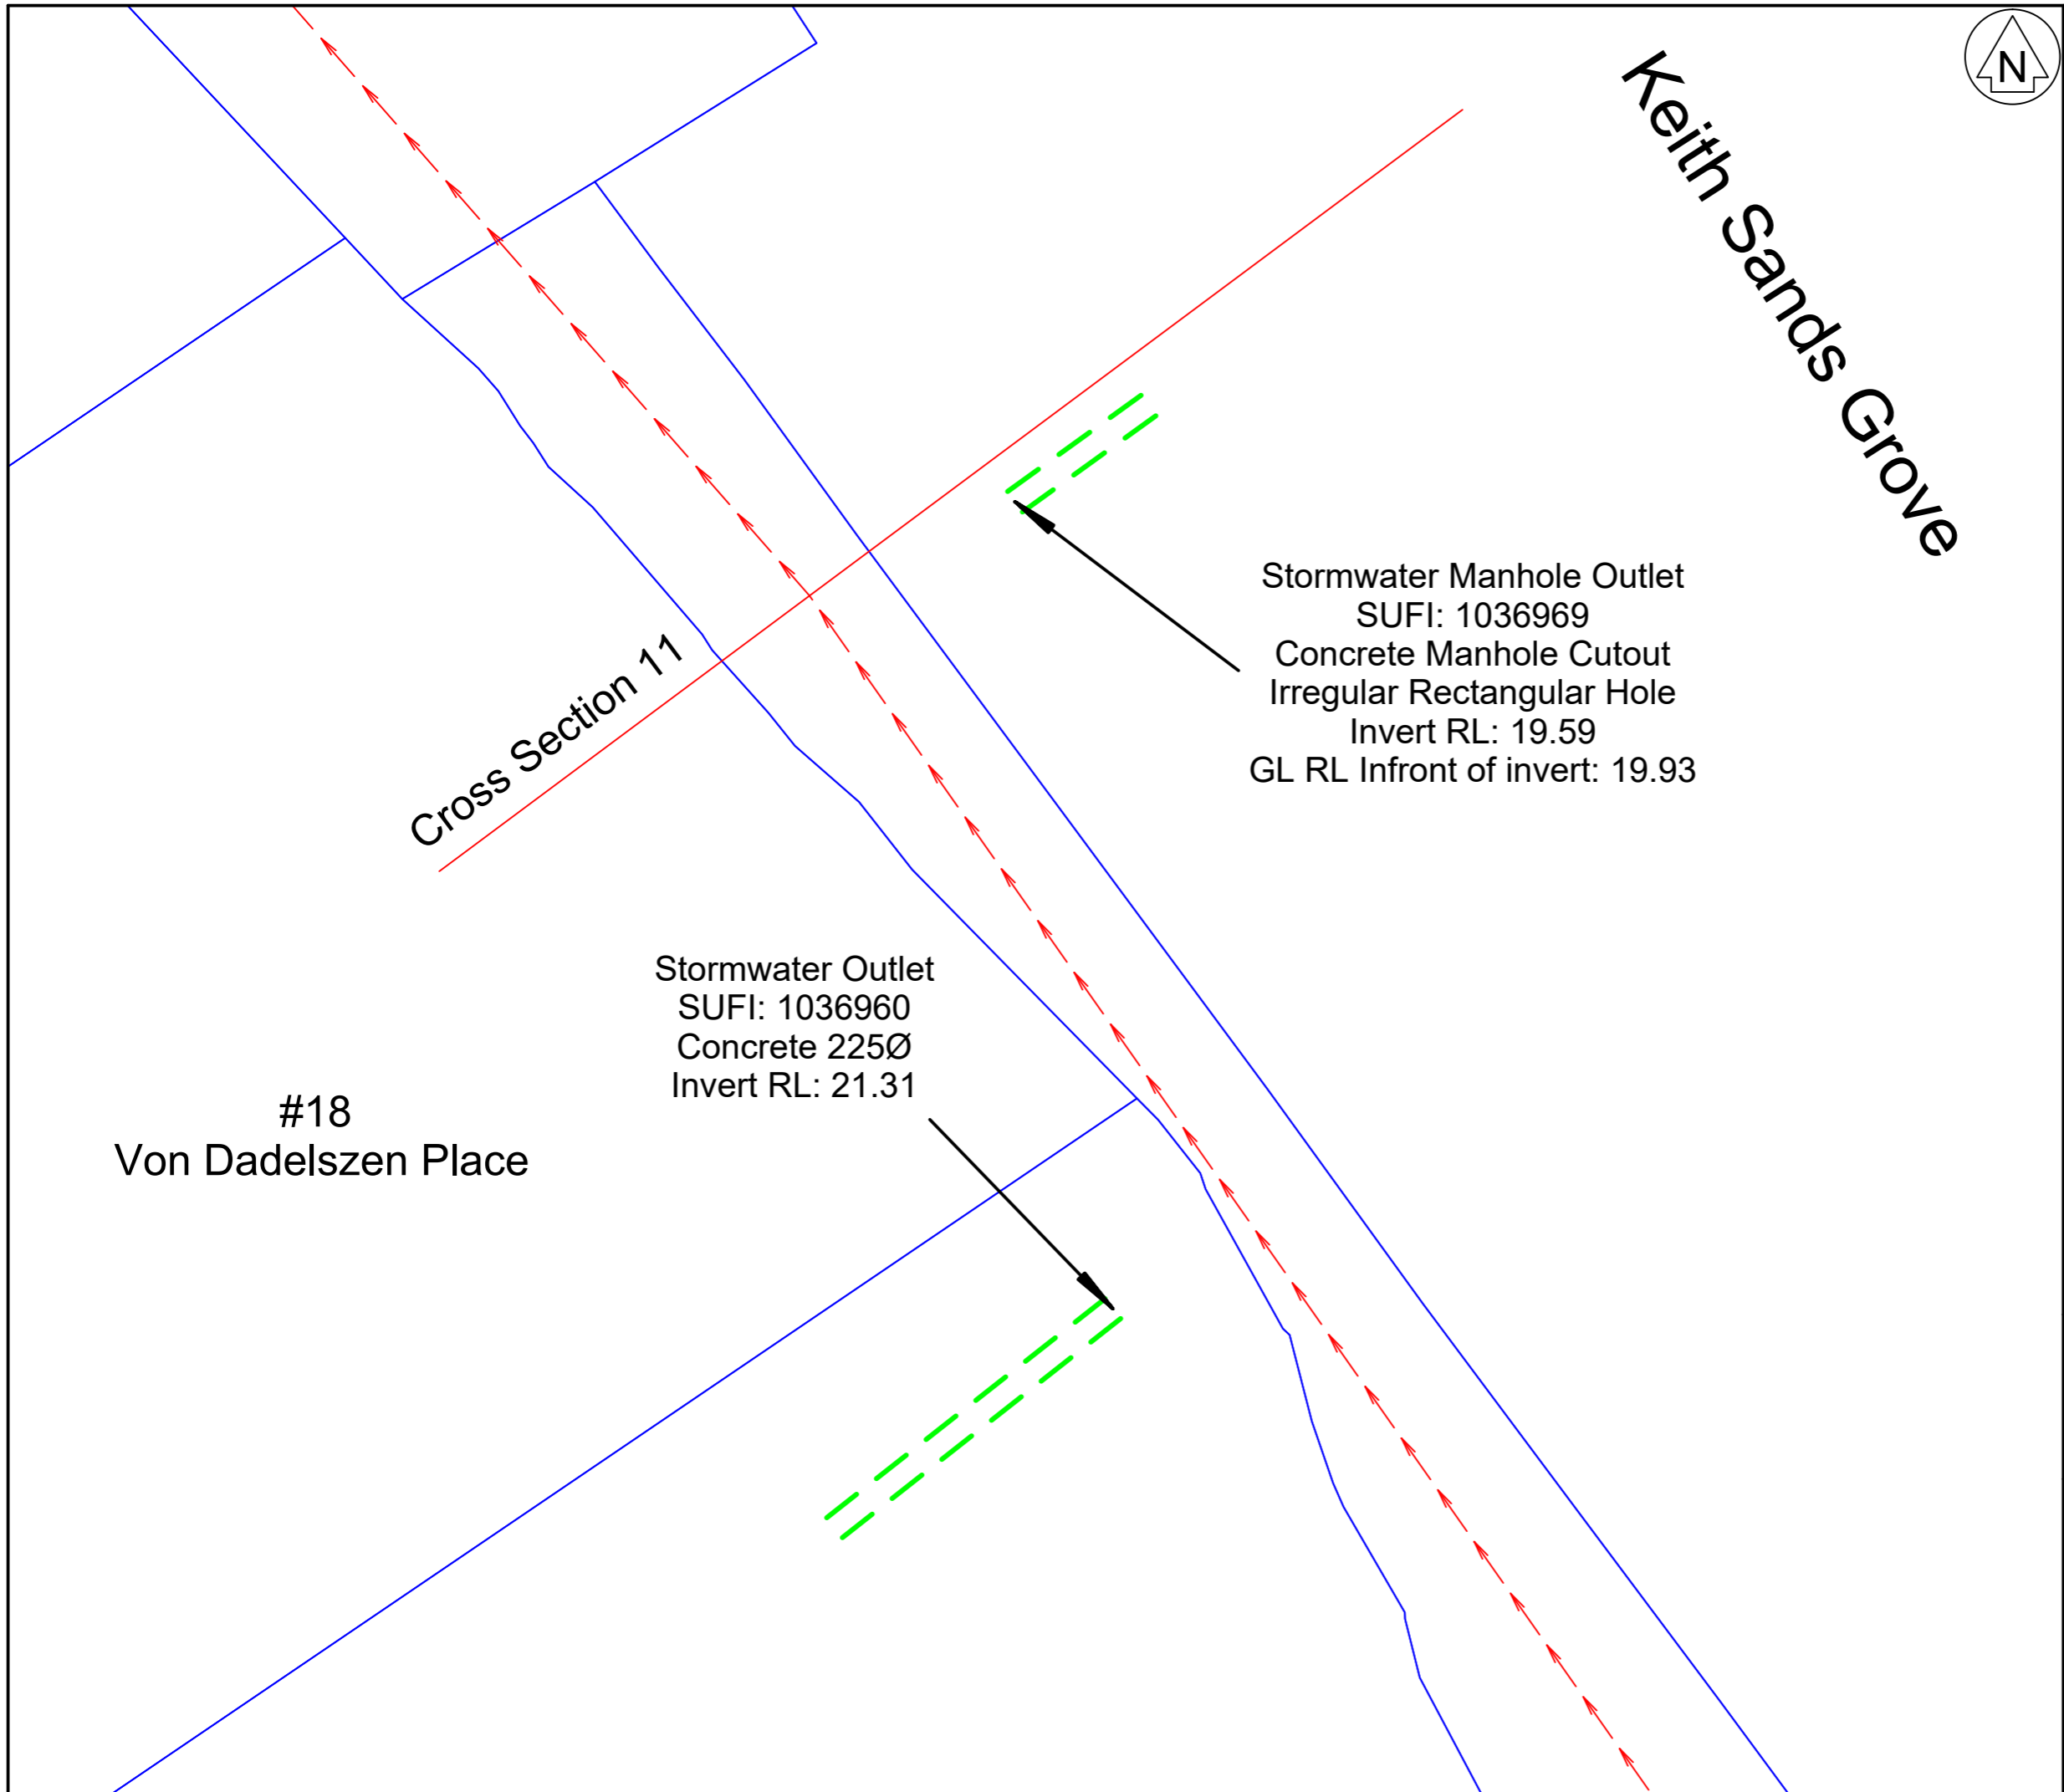 N
Keith Sands Grove
Stormwater Manhole Outlet
SUFI: 1036969
Concrete Manhole Cutout
Irregular Rectangular Hole
Invert RL: 19.59
GL RL Infront of invert: 19.93
Cross Section 11
Stormwater Outlet
SUFI: 1036960
Concrete 225Ø
Invert RL: 21.31
#18
Von Dadelszen Place